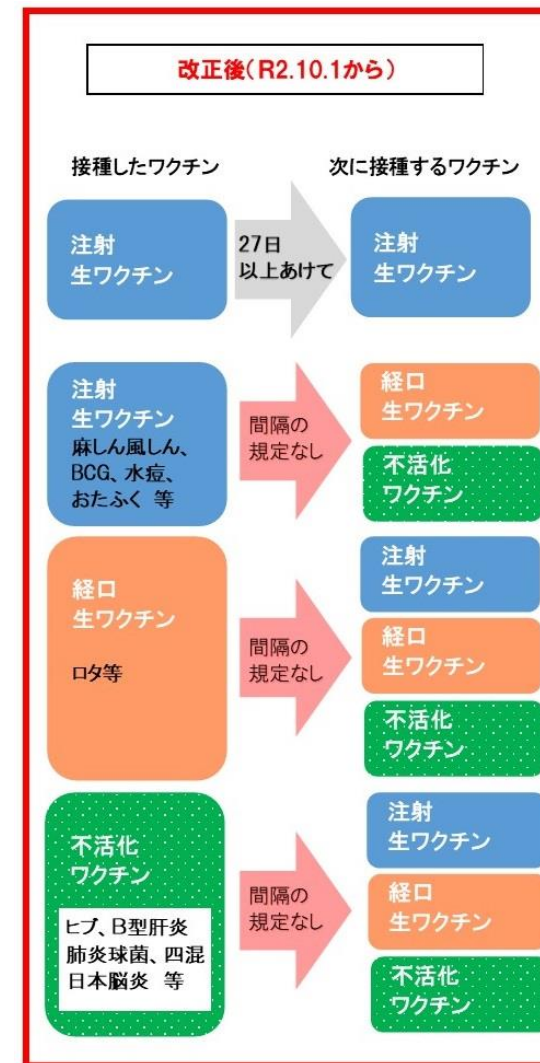 改正後(R2.10.1から)
接種したワクチン
次に接種するワクチン
注射
生ワクチン
27日
以上あけて
注射
生ワクチン
注射
生ワクチン
麻しん風しん、
BCG、水痘、
おたふく 等
間隔の
規定なし
経口
生ワクチン
不活化
ワクチン
経口
生ワクチン
ロタ等
間隔の
規定なし
注射
生ワクチン
経口
生ワクチン
不活化
ワクチン
不活化
ワクチン
ヒブ、B型肝炎
肺炎球菌、四混
日本脳炎 等
間隔の
規定なし
注射
生ワクチン
経口
生ワクチン
不活化
ワクチン